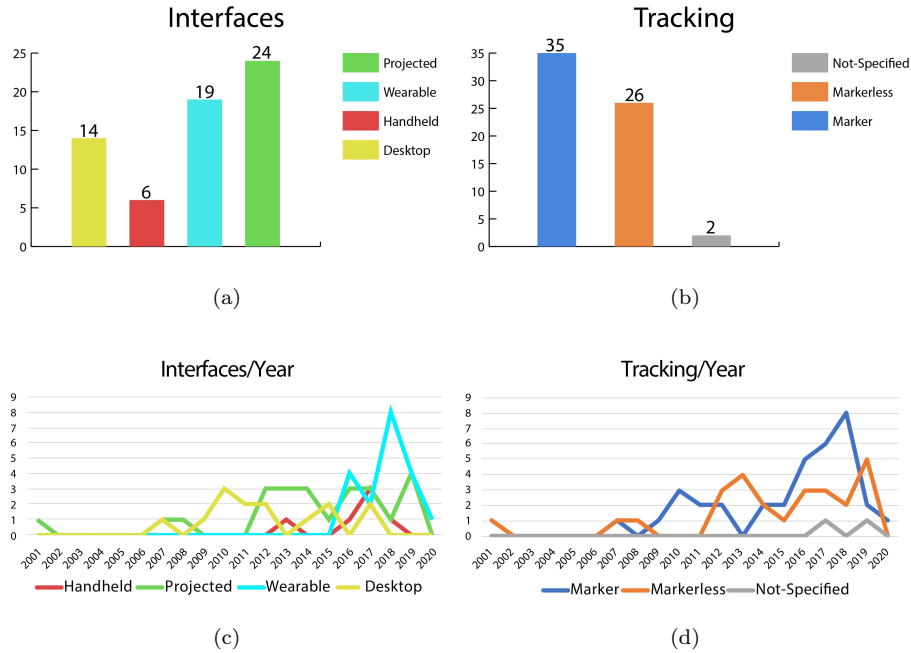 Interfaces
25
20
15
10
5
0
14
6
19
24
Projected
Wearable
Handheld
Desktop
(a)
Tracking
35
30
25
20
15
10
5
0
35
26
2
Not-Specified
Markerless
Marker
(b)
Interfaces/Year
9
8
7
6
5
4
3
2
1
0
2001 2002 2003 2004 2005 2006 2007 2008 2009 2010 2011 2012 2013 2014 2015 2016 2017 2018 2019 2020
Handheld Projected Wearable Desktop
(c)
Tracking/Year
9
8
7
6
5
4
3
2
1
0
2001 2002 2003 2004 2005 2006 2007 2008 2009 2010 2011 2012 2013 2014 2015 2016 2017 2018 2019 2020
Marker Markerless Not-Specified
(d)